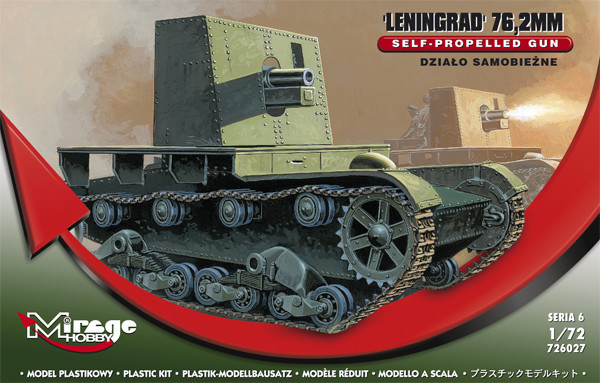 'LENINGRAD' 76,2MM
SELF-PROPELLED GUN
DZIAŁO SAMOBIEŻNE
SERIA 6
1/72
726027
Mirage
HOBBY
• MODEL PLASTIKOWY • PLASTIC KIT • PLASTIK-MODELLBAUSATZ • MODÈLE RÉDUIT • MODELLO A SCALA • プラスチックモデルキット •